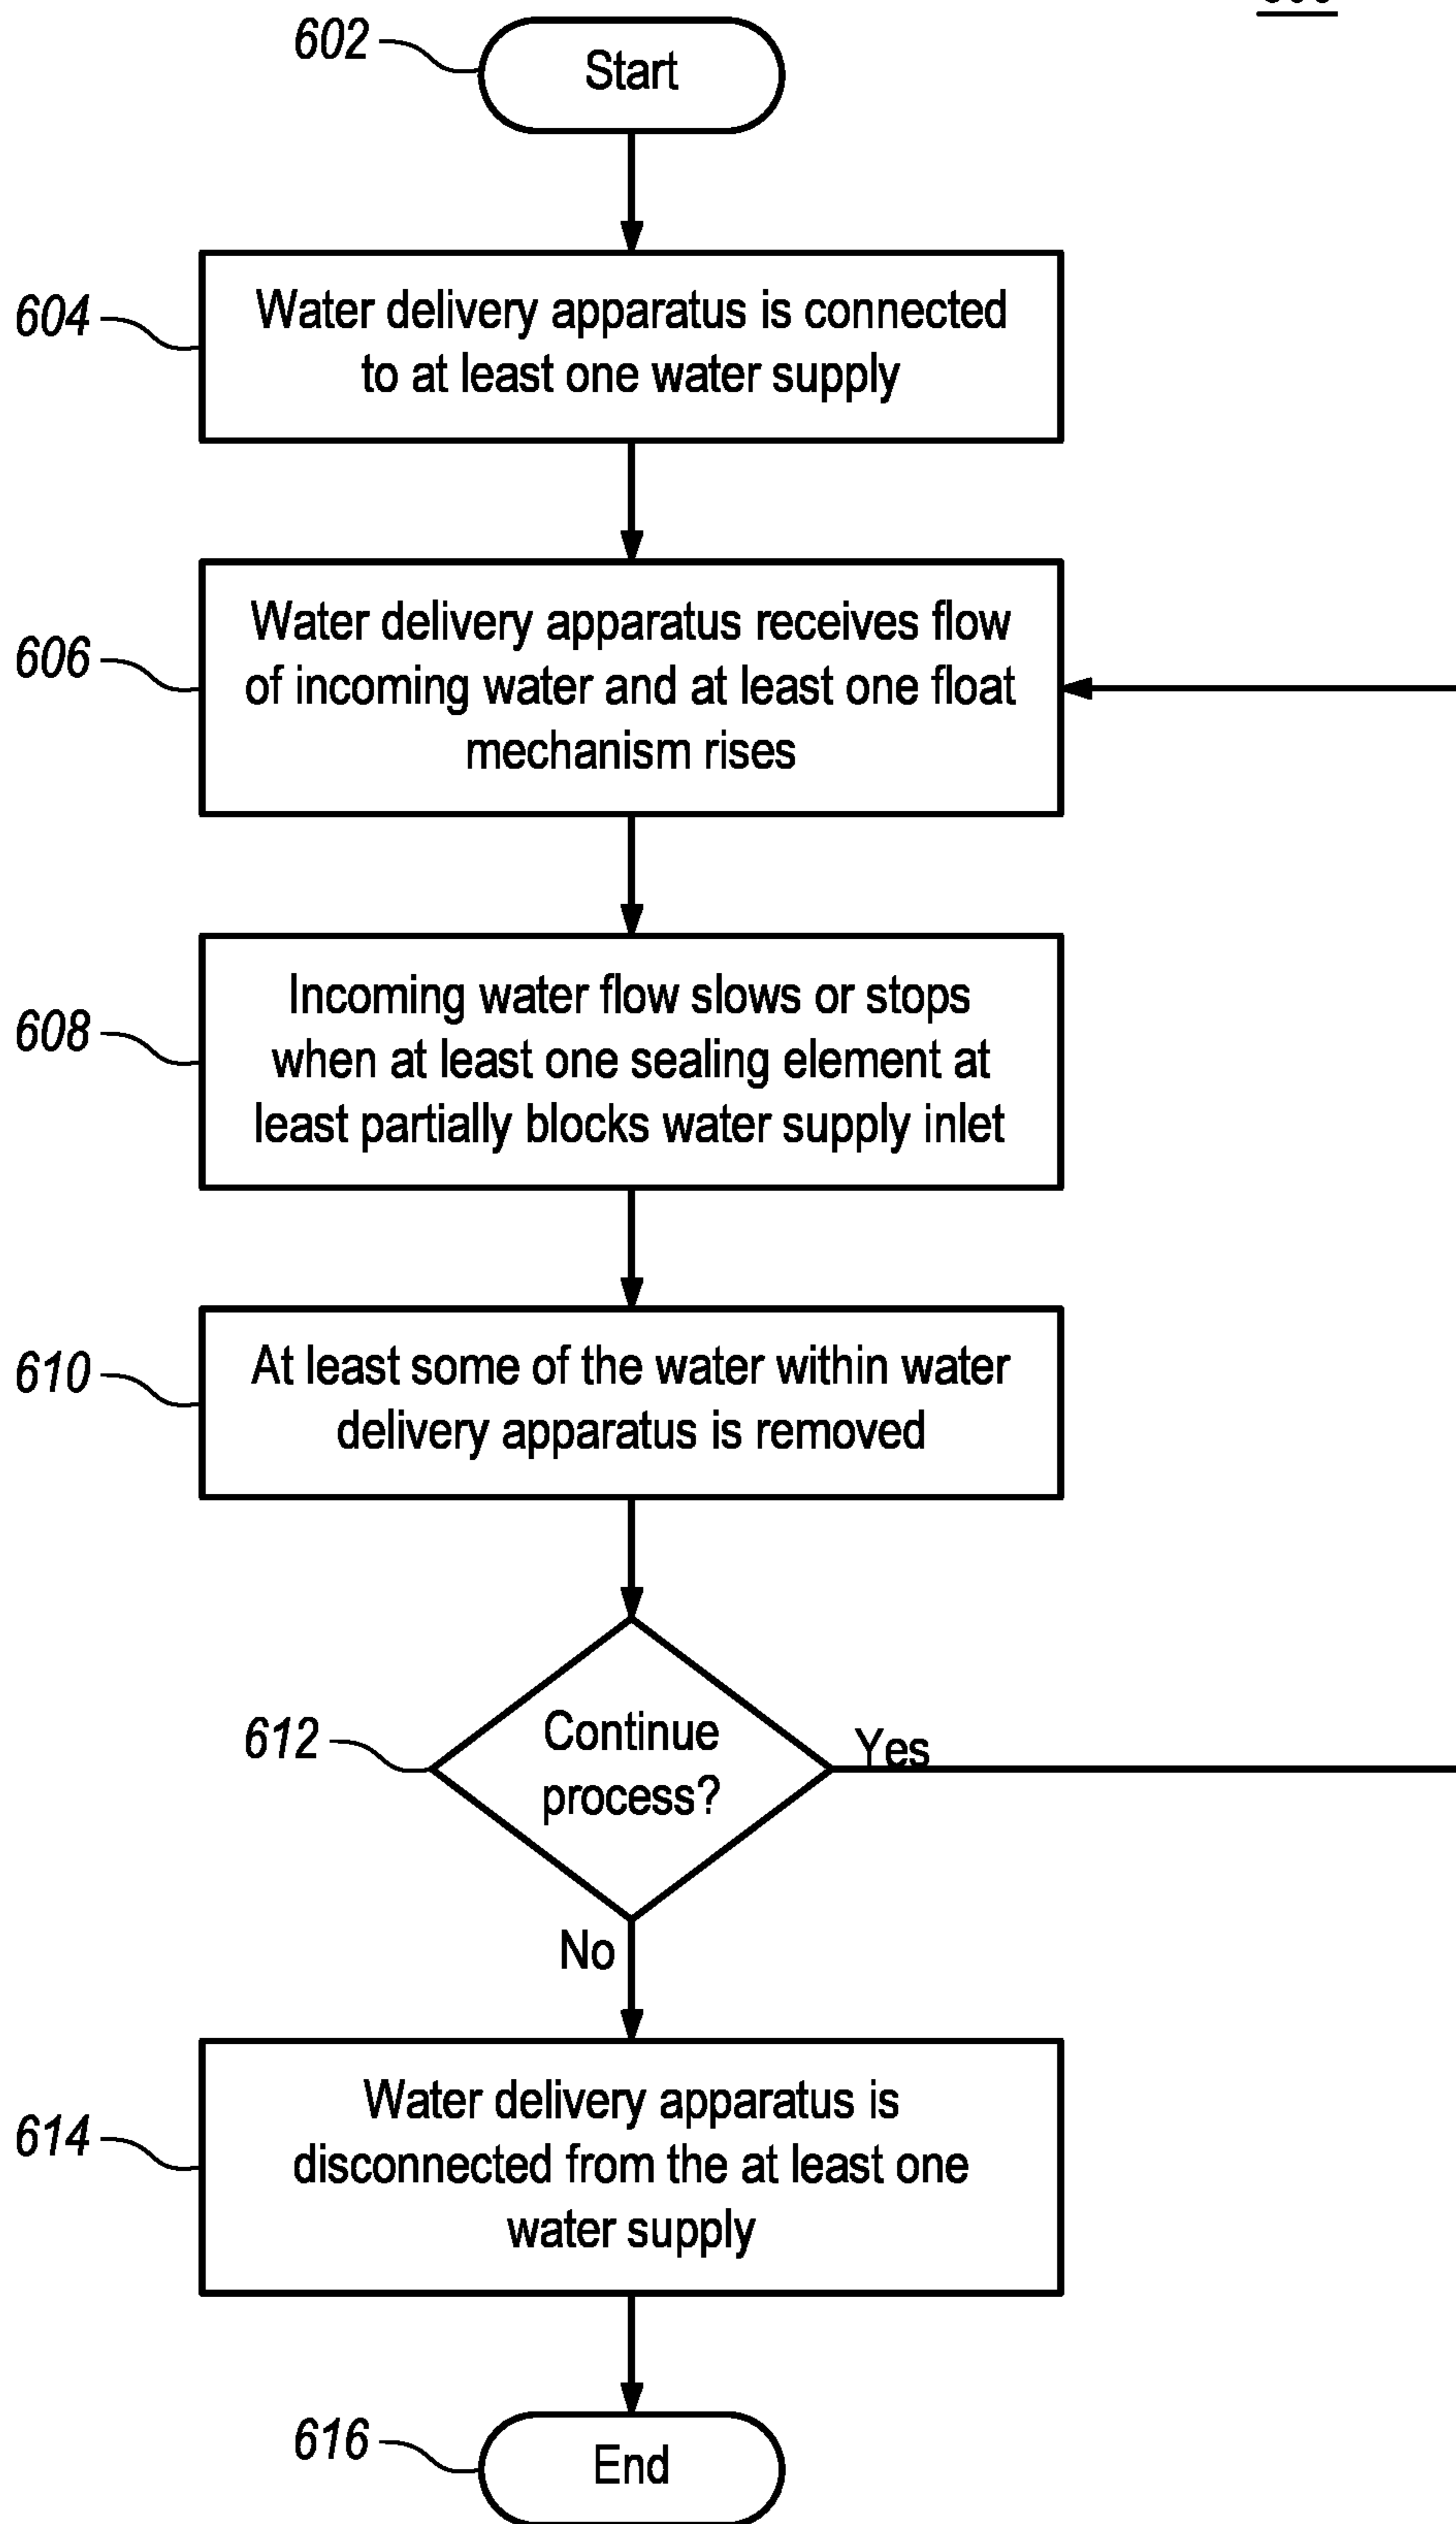 602
Start
604
Water delivery apparatus is connected
to at least one water supply
606
Water delivery apparatus receives flow
of incoming water and at least one float
mechanism rises
608
Incoming water flow slows or stops
when at least one sealing element at
least partially blocks water supply inlet
610
At least some of the water within water
delivery apparatus is removed
612
Continue
process?
Yes
No
614
Water delivery apparatus is
disconnected from the at least one
water supply
616
End